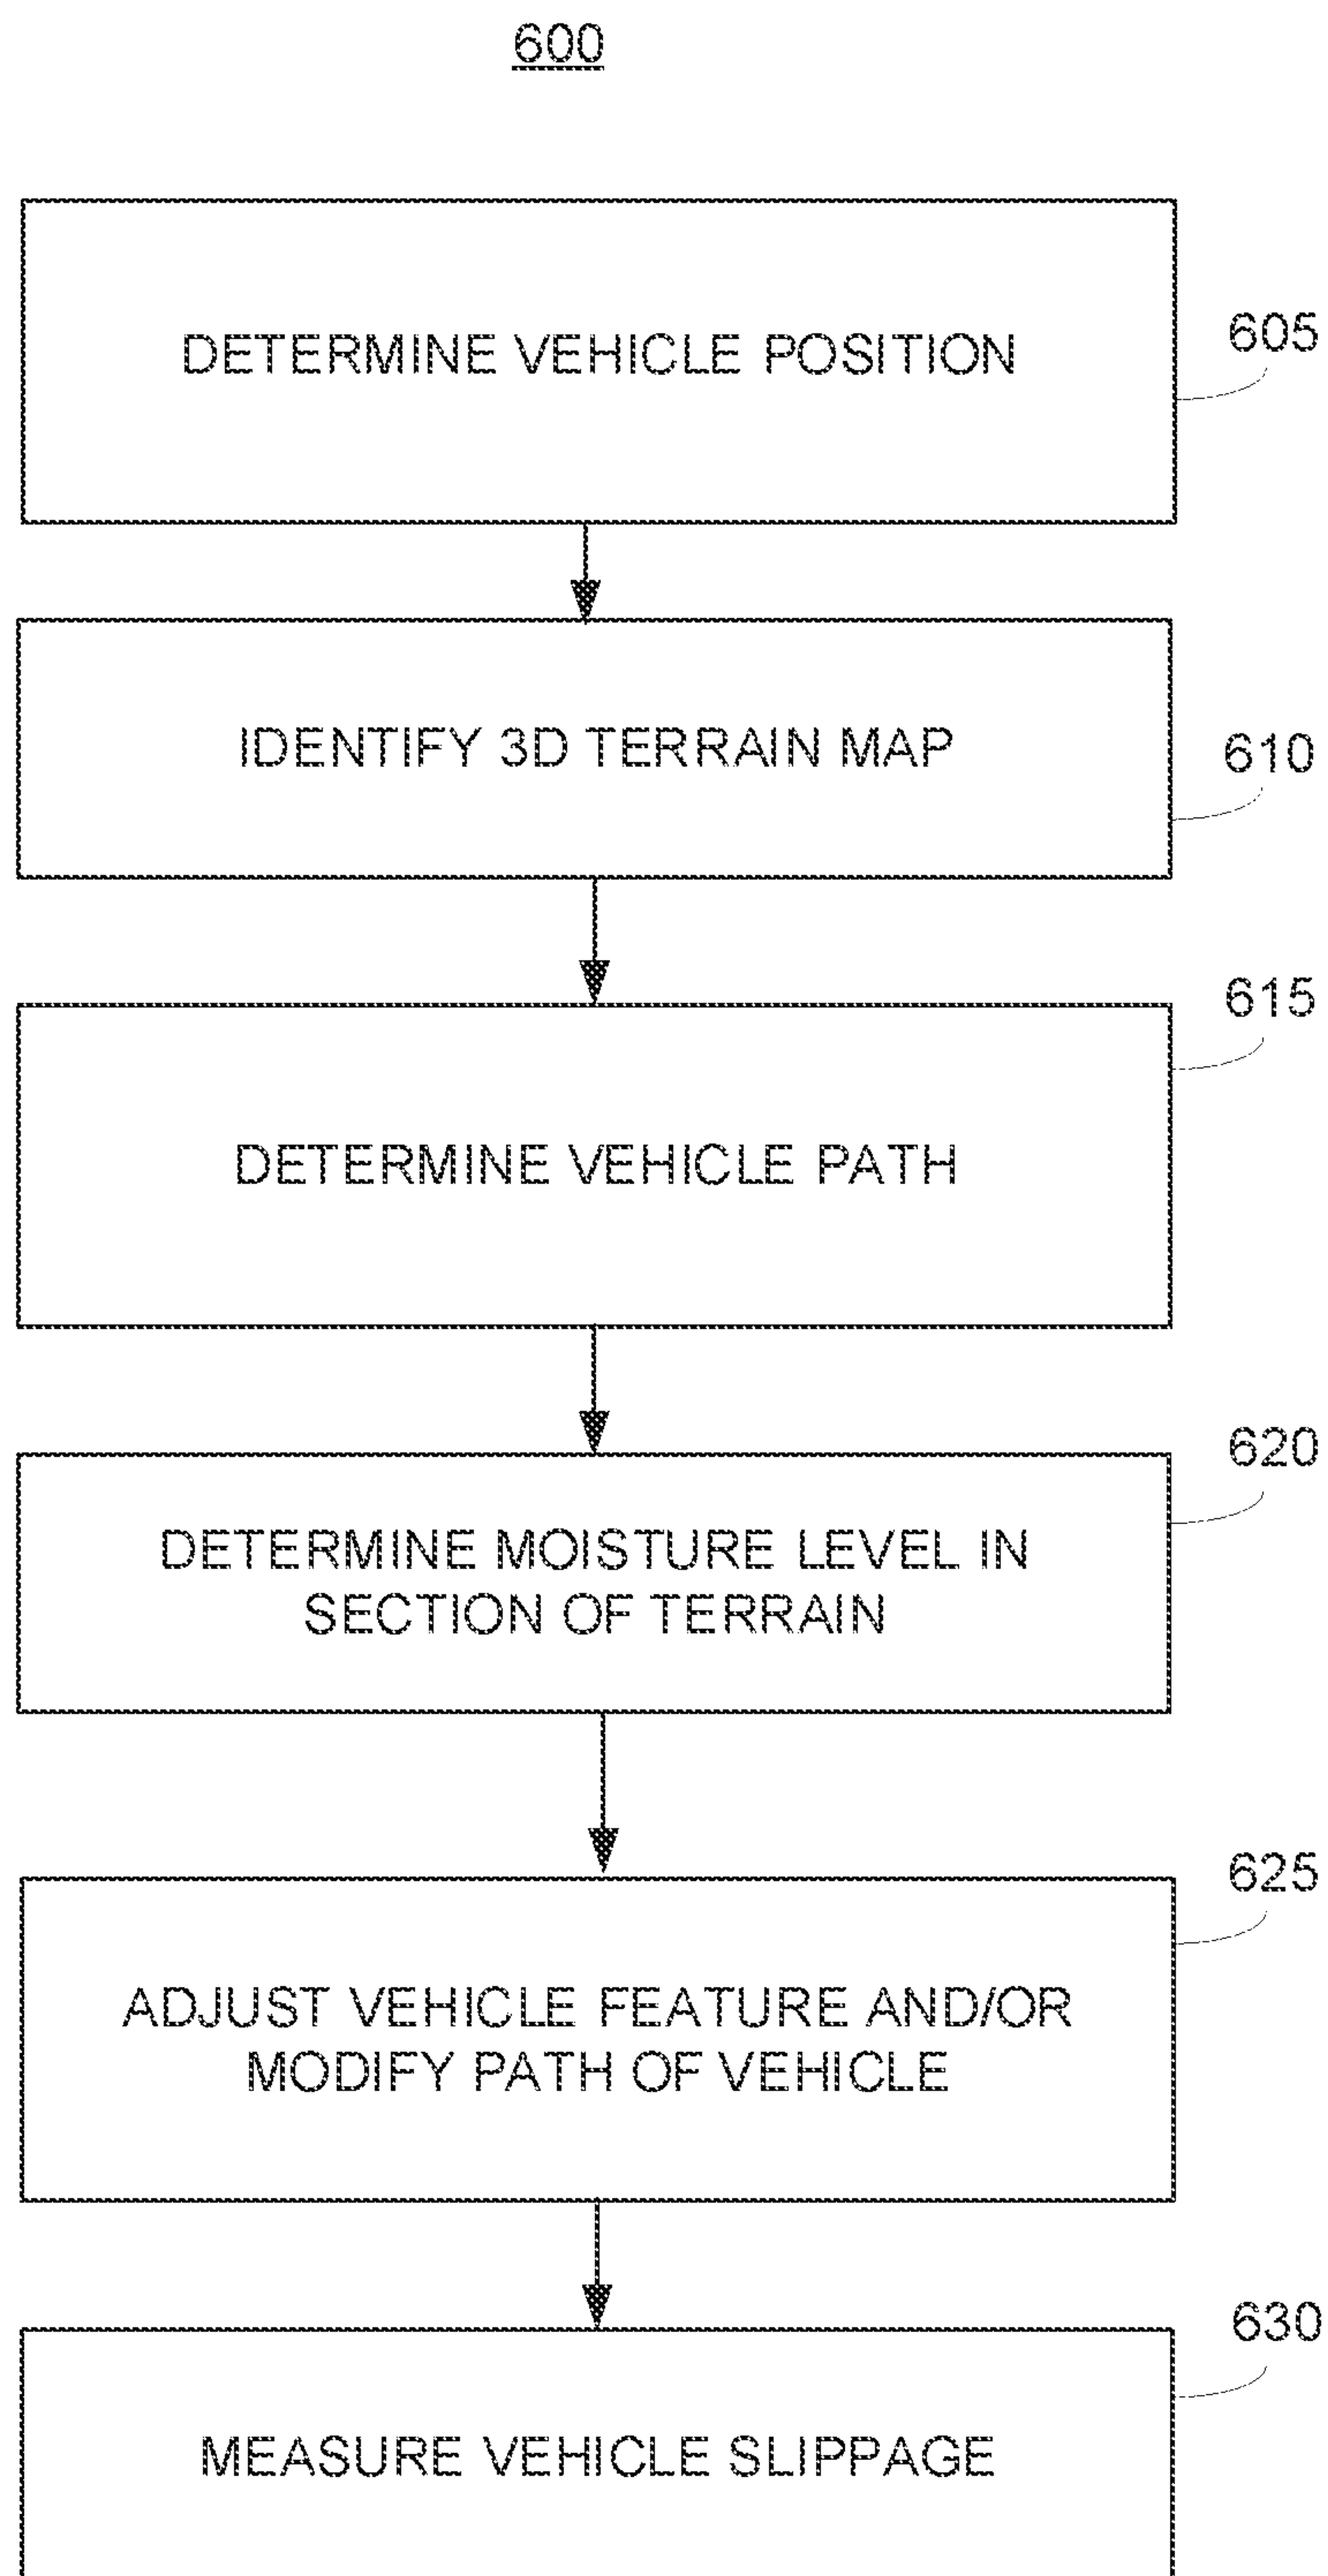 600
DETERMINE VEHICLE POSITION
605
IDENTIFY 3D TERRAIN MAP
610
615
DETERMINE VEHICLE PATH
620
DETERMINE MOISTURE LEVEL IN
SECTION OF TERRAIN
625
ADJUST VEHICLE FEATURE AND/OR
MODIFY PATH OF VEHICLE
630
MEASURE VEHICLE SLIPPAGE